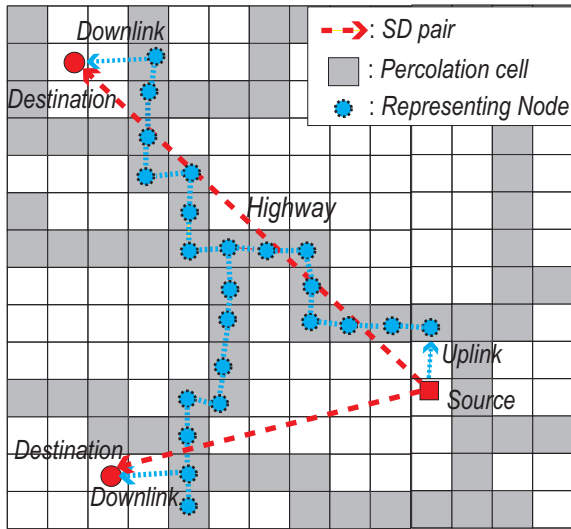 Downlink
Destination
: SD pair
: Percolation cell
: Representing Node
Highway
Uplink
Source
Destination
Downlink